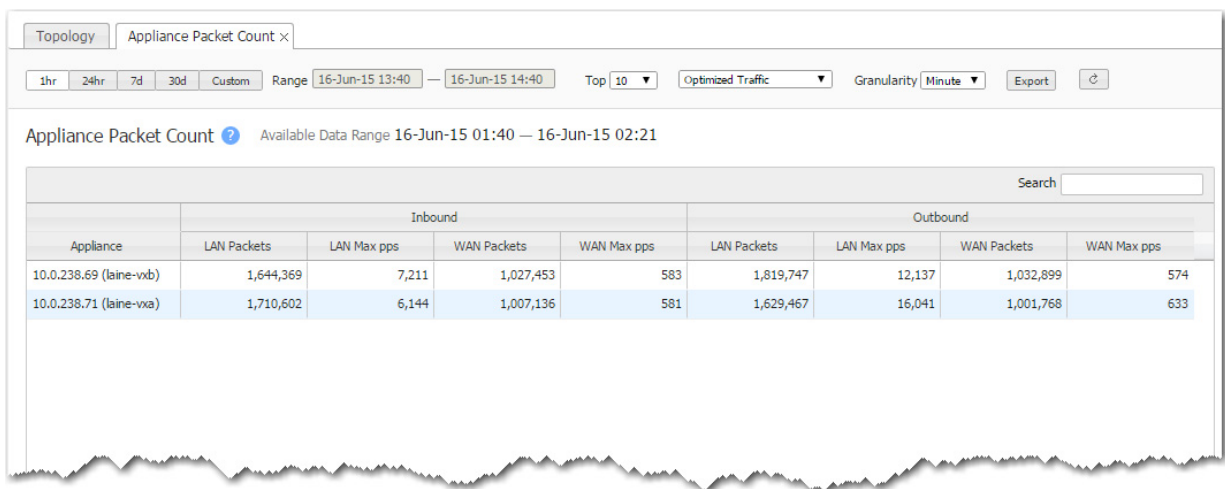 Topology Appliance Packet Count ×
1hr 24hr 7d 30d Custom Range 16-Jun-15 13:40 — 16-Jun-15 14:40 Top 10 ▼ Optimized Traffic ▼ Granularity Minute ▼ Export
Appliance Packet Count ? Available Data Range 16-Jun-15 01:40 — 16-Jun-15 02:21
Search
Inbound Outbound
Appliance LAN Packets LAN Max pps WAN Packets WAN Max pps LAN Packets LAN Max pps WAN Packets WAN Max pps
10.0.238.69 (laine-vxb) 1,644,369 7,211 1,027,453 583 1,819,747 12,137 1,032,899 574
10.0.238.71 (laine-vxa) 1,710,602 6,144 1,007,136 581 1,629,467 16,041 1,001,768 633